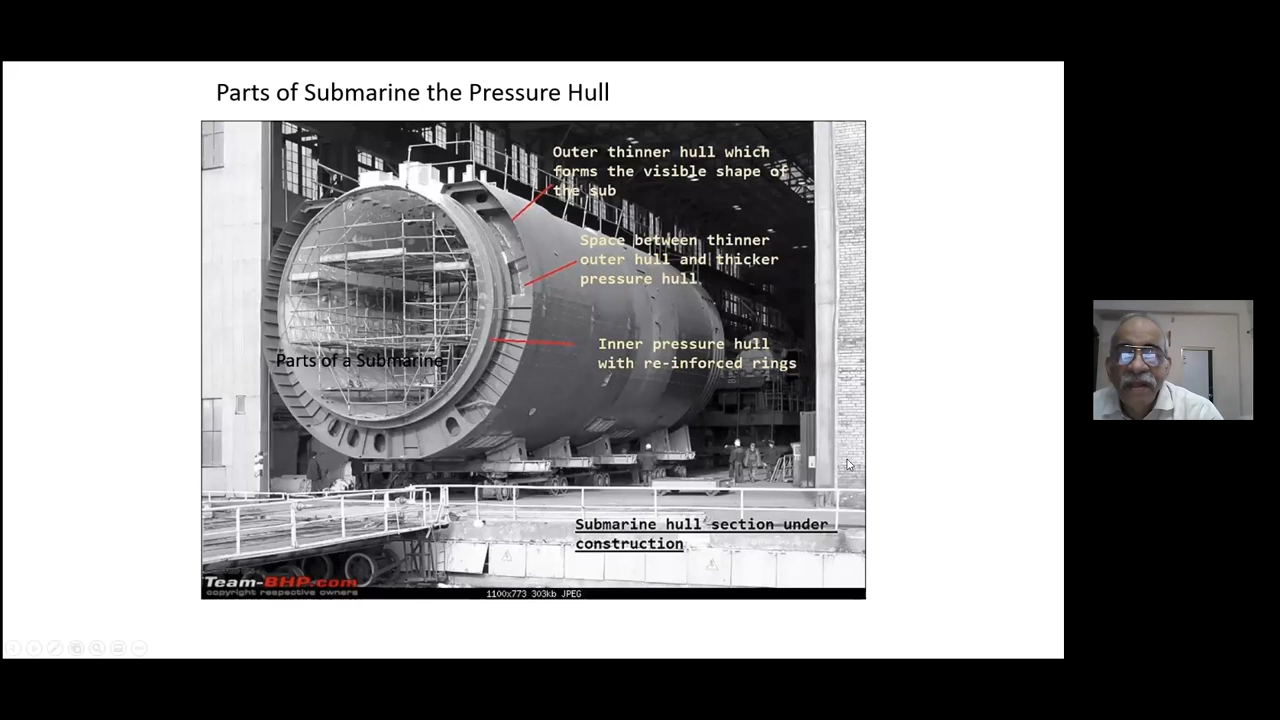 Parts of Submarine the Pressure Hull
Outer thinner hull which
forms the visible shape of
the sub
Space between thinner
outer hull and thicker
pressure hull.
Inner pressure hull
with re-inforced rings
Parts of a Submarine
Submarine hull section under
construction
Team-BHP.com
copyright respective owners
1100x773 303kb JPEG